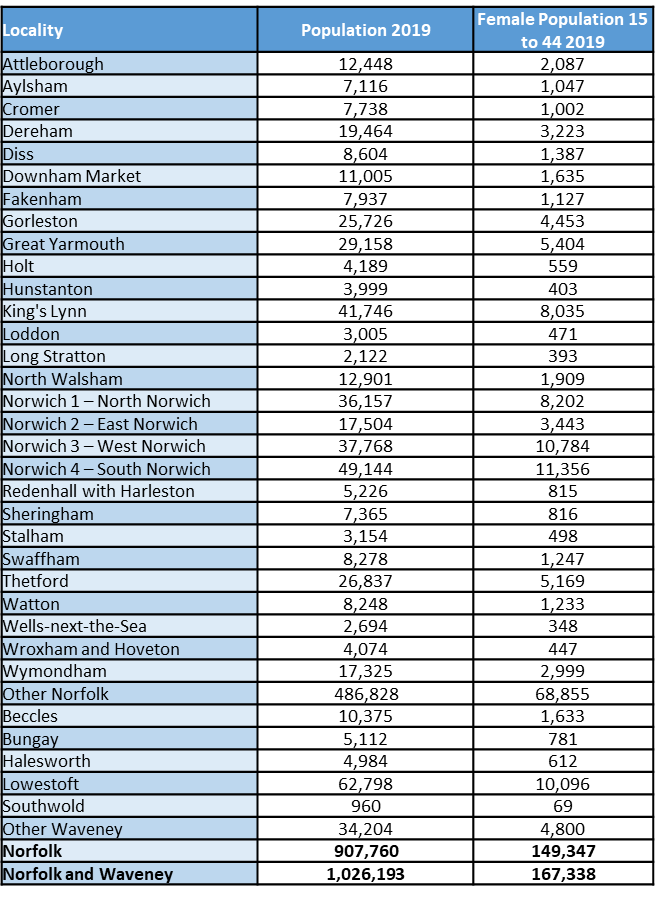 Locality Population 2019 Female Population 15
to 44 2019
Attleborough 12,448 2,087
Aylsham 7,116 1,047
Cromer 7,738 1,002
Dereham 19,464 3,223
Diss 8,604 1,387
Downham Market 11,005 1,635
Fakenham 7,937 1,127
Gorleston 25,726 4,453
Great Yarmouth 29,158 5,404
Holt 4,189 559
Hunstanton 3,999 403
King's Lynn 41,746 8,035
Loddon 3,005 471
Long Stratton 2,122 393
North Walsham 12,901 1,909
Norwich 1 – North Norwich 36,157 8,202
Norwich 2 – East Norwich 17,504 3,443
Norwich 3 – West Norwich 37,768 10,784
Norwich 4 – South Norwich 49,144 11,356
Redenhall with Harleston 5,226 815
Sheringham 7,365 816
Stalham 3,154 498
Swaffham 8,278 1,247
Thetford 26,837 5,169
Watton 8,248 1,233
Wells-next-the-Sea 2,694 348
Wroxham and Hoveton 4,074 447
Wymondham 17,325 2,999
Other Norfolk 486,828 68,855
Beccles 10,375 1,633
Bungay 5,112 781
Halesworth 4,984 612
Lowestoft 62,798 10,096
Southwold 960 69
Other Waveney 34,204 4,800
Norfolk 907,760 149,347
Norfolk and Waveney 1,026,193 167,338